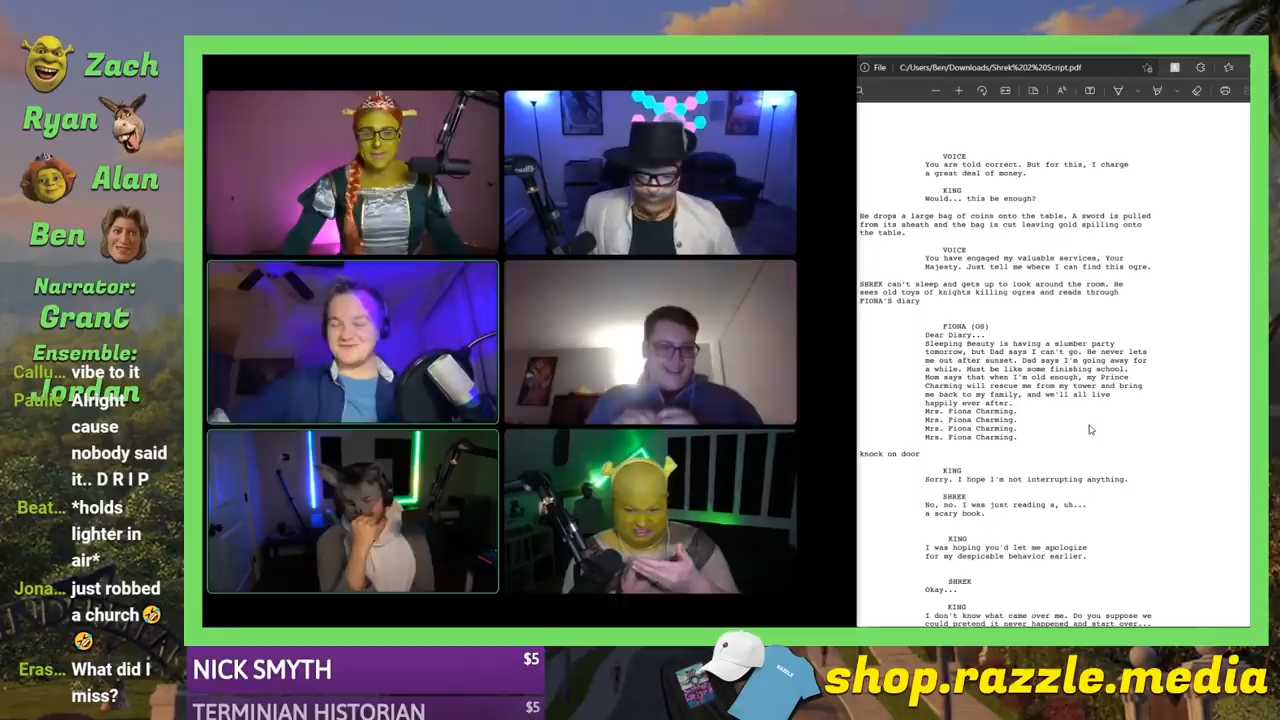 Zach
Ryan
Alan
Ben
Narrator:
Grant
Ensemble:
Jordan
Callu... vibe to it
Paulie Alright
cause
nobody said
it.. D R I P
Beat... *holds
lighter in
air*
Jona... just robbed
a church 🤣
🤣
Eras... What did I
miss?
File C:/Users/Ben/Downloads/Shrek%202%20Script.pdf
VOICE
You are told correct. But for this, I charge
a great deal of money.
KING
Would... this be enough?
He drops a large bag of coins onto the table. A sword is pulled
from its sheath and the bag is cut leaving gold spilling onto
the table.
VOICE
You have engaged my valuable services, Your
Majesty. Just tell me where I can find this ogre.
SHREK can't sleep and gets up to look around the room. He
sees old toys of knights killing ogres and reads through
FIONA'S diary
FIONA (OS)
Dear Diary...
Sleeping Beauty is having a slumber party
tomorrow, but Dad says I can't go. He never lets
me out after sunset. Dad says I'm going away for
a while. Must be like some finishing school.
Mom says that when I'm old enough, my Prince
Charming will rescue me from my tower and bring
me back to my family, and we'll all live
happily ever after.
Mrs. Fiona Charming.
Mrs. Fiona Charming.
Mrs. Fiona Charming.
Mrs. Fiona Charming.
knock on door
KING
Sorry. I hope I'm not interrupting anything.
SHREK
No, no. I was just reading a, uh...
a scary book.
KING
I was hoping you'd let me apologize
for my despicable behavior earlier.
SHREK
Okay...
KING
I don't know what came over me. Do you suppose we
could pretend it never happened and start over...
NICK SMYTH $5
TERMINIAN HISTORIAN $5
RAZZLE
shop.razzle.media